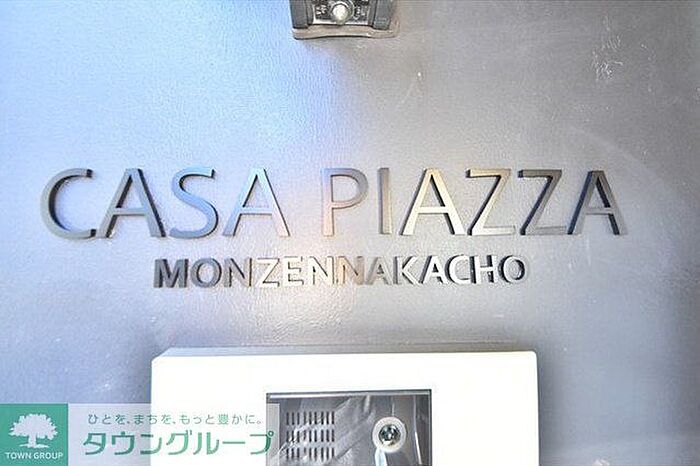 CASA PIAZZA
MONZENNAKACHO
ひとを、まちを、もっと豊かに。
タウングループ
TOWN GROUP